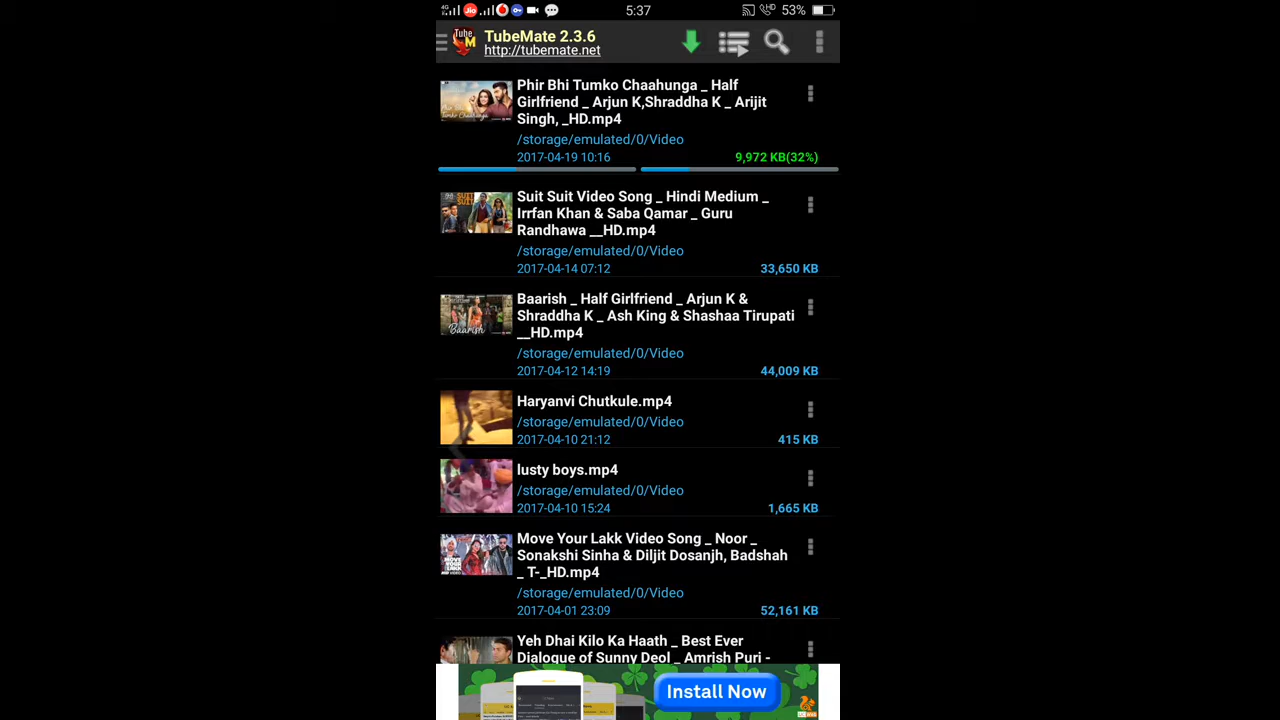 4G Jio 5:37 HD 53%
Tube M TubeMate 2.3.6
http://tubemate.net
Phir Bhi Tumko Chaahunga _ Half
Girlfriend _ Arjun K,Shraddha K _ Arijit
Singh, _HD.mp4
/storage/emulated/0/Video
2017-04-19 10:16 9,972 KB(32%)
Suit Suit Video Song _ Hindi Medium _
Irrfan Khan & Saba Qamar _ Guru
Randhawa __HD.mp4
/storage/emulated/0/Video
2017-04-14 07:12 33,650 KB
Baarish _ Half Girlfriend _ Arjun K &
Shraddha K _ Ash King & Shashaa Tirupati
__HD.mp4
Baarish
/storage/emulated/0/Video
2017-04-12 14:19 44,009 KB
Haryanvi Chutkule.mp4
/storage/emulated/0/Video
2017-04-10 21:12 415 KB
lusty boys.mp4
/storage/emulated/0/Video
2017-04-10 15:24 1,665 KB
Move Your Lakk Video Song _ Noor _
Sonakshi Sinha & Diljit Dosanjh, Badshah
_ T-_HD.mp4
/storage/emulated/0/Video
2017-04-01 23:09 52,161 KB
Yeh Dhai Kilo Ka Haath _ Best Ever
Dialogue of Sunny Deol _ Amrish Puri -
Install Now